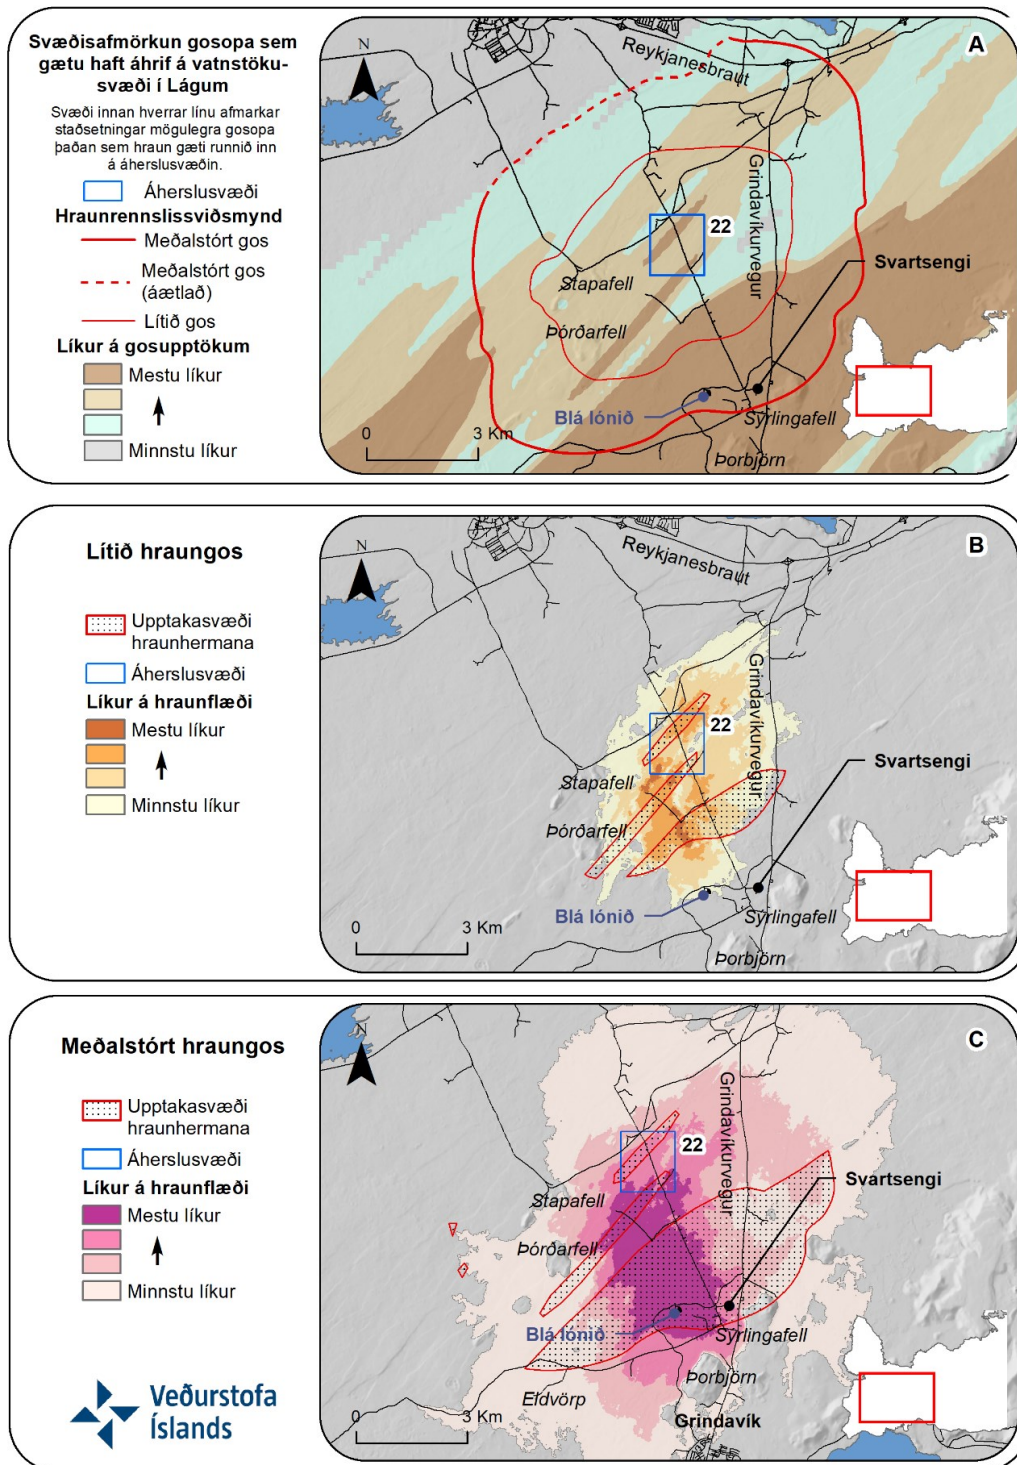 Svæðisafmörkun gosopa sem
gætu haft áhrif á vatnstöku-
svæði í Lágum
Svæði innan hverrar línu afmarkar
staðsetningar mögulegra gosopa
þaðan sem hraun gæti runnið inn
á áherslusvæðin.
Áherslusvæði
Hraunrennslissviðsmynd
Meðalstórt gos
Meðalstórt gos
(áætlað)
Lítið gos
Líkur á gosupptökum
Mestu líkur
Minnstu líkur
A
N
Reykjanesbraut
Grindavíkurvegur
22
Stapafell
Svartsengi
Þórðarfell
Blá lónið
Sýrlingafell
Þorbjörn
0 3 Km
Lítið hraungos
Upptakasvæði
hraunhermana
Áherslusvæði
Líkur á hraunflæði
Mestu líkur
Minnstu líkur
B
N
Reykjanesbraut
Grindavíkurvegur
22
Stapafell
Svartsengi
Þórðarfell
Blá lónið
Sýrlingafell
Þorbjörn
0 3 Km
Meðalstórt hraungos
Upptakasvæði
hraunhermana
Áherslusvæði
Líkur á hraunflæði
Mestu líkur
Minnstu líkur
Veðurstofa
Íslands
C
N
Grindavíkurvegur
22
Stapafell
Svartsengi
Þórðarfell
Blá lónið
Sýrlingafell
Þorbjörn
Eldvörp
Grindavík
0 3 Km